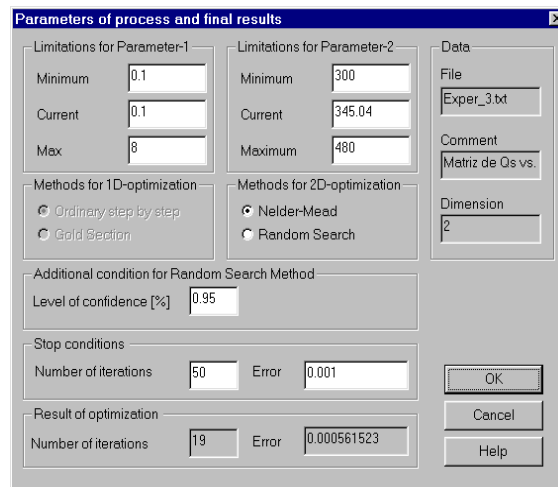 Parameters of process and final results
Limitations for Parameter-1
Minimum 0.1
Current 0.1
Max 8
Limitations for Parameter-2
Minimum 300
Current 345.04
Maximum 480
Data
File
Exper_3.txt
Comment
Matriz de Qs vs.
Dimension
2
Methods for 1D-optimization
Ordinary step by step
Gold Section
Methods for 2D-optimization
Nelder-Mead
Random Search
Additional condition for Random Search Method
Level of confidence [%] 0.95
Stop conditions
Number of iterations 50 Error 0.001
Result of optimization
Number of iterations 19 Error 0.000561523
OK
Cancel
Help